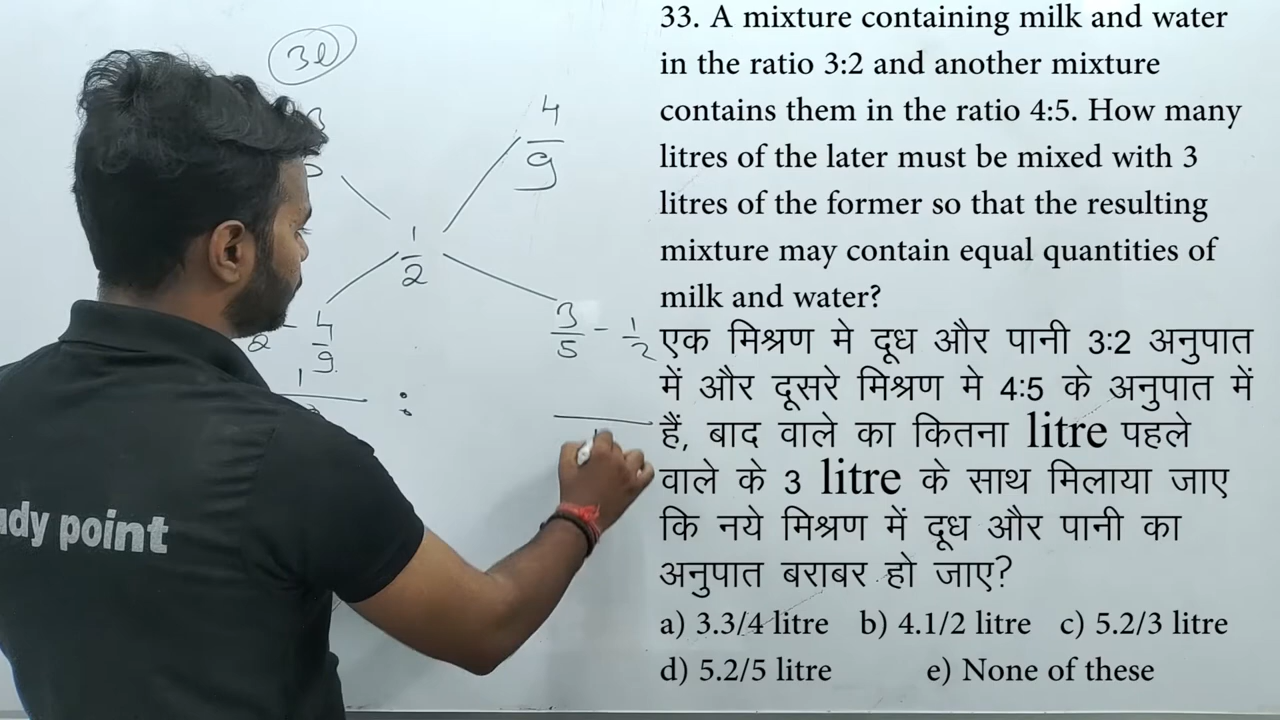 3l
4
9
1
2
4
9
1
3
5
-
1
2
:
ady point
33. A mixture containing milk and water
in the ratio 3:2 and another mixture
contains them in the ratio 4:5. How many
litres of the later must be mixed with 3
litres of the former so that the resulting
mixture may contain equal quantities of
milk and water?
एक मिश्रण मे दूध और पानी 3:2 अनुपात
में और दूसरे मिश्रण मे 4:5 के अनुपात में
हैं, बाद वाले का कितना litre पहले
वाले के 3 litre के साथ मिलाया जाए
कि नये मिश्रण में दूध और पानी का
अनुपात बराबर हो जाए?
a) 3.3/4 litre b) 4.1/2 litre c) 5.2/3 litre
d) 5.2/5 litre e) None of these